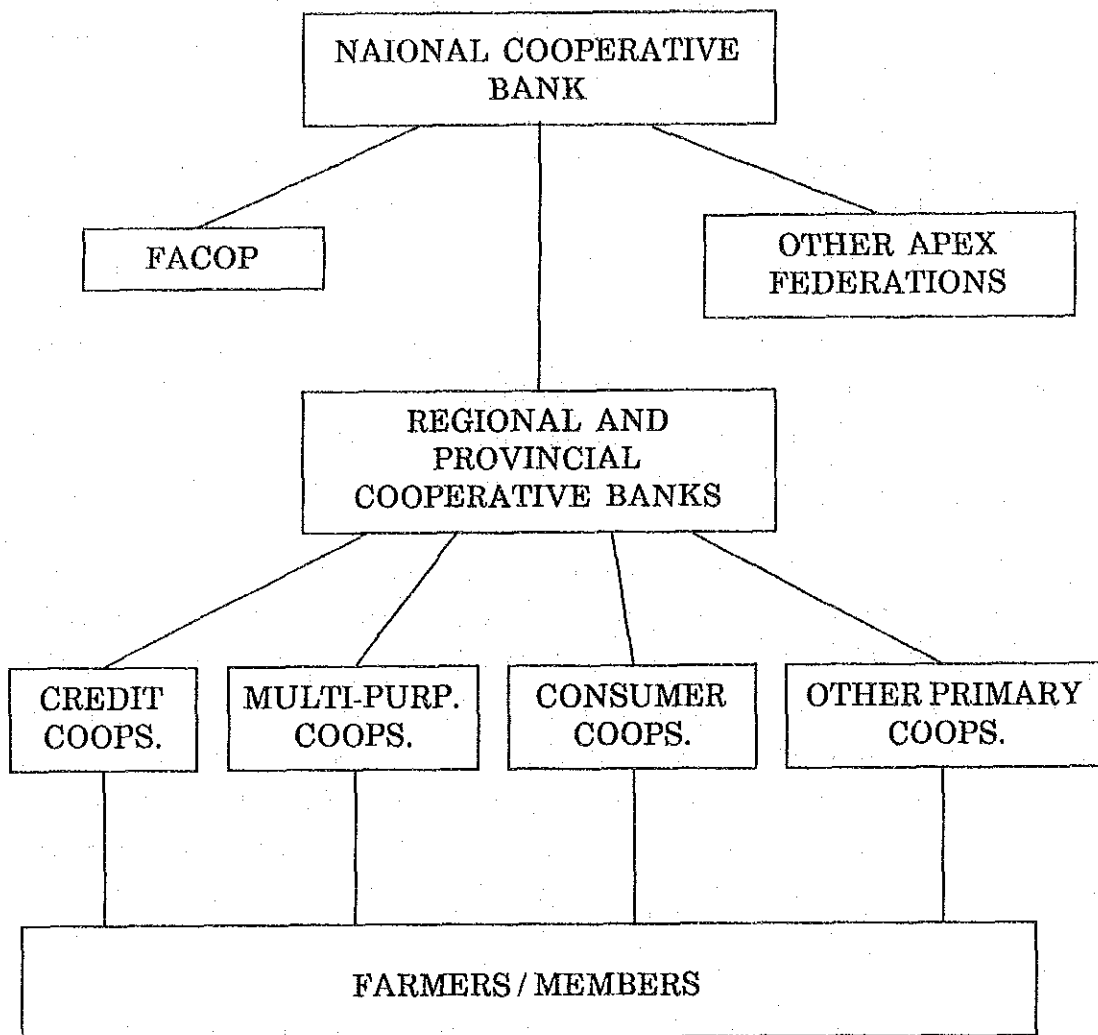 NAIONAL COOPERATIVE
BANK
FACOP
OTHER APEX
FEDERATIONS
REGIONAL AND
PROVINCIAL
COOPERATIVE BANKS
CREDIT
COOPS.
MULTI-PURP.
COOPS.
CONSUMER
COOPS.
OTHER PRIMARY
COOPS.
FARMERS / MEMBERS